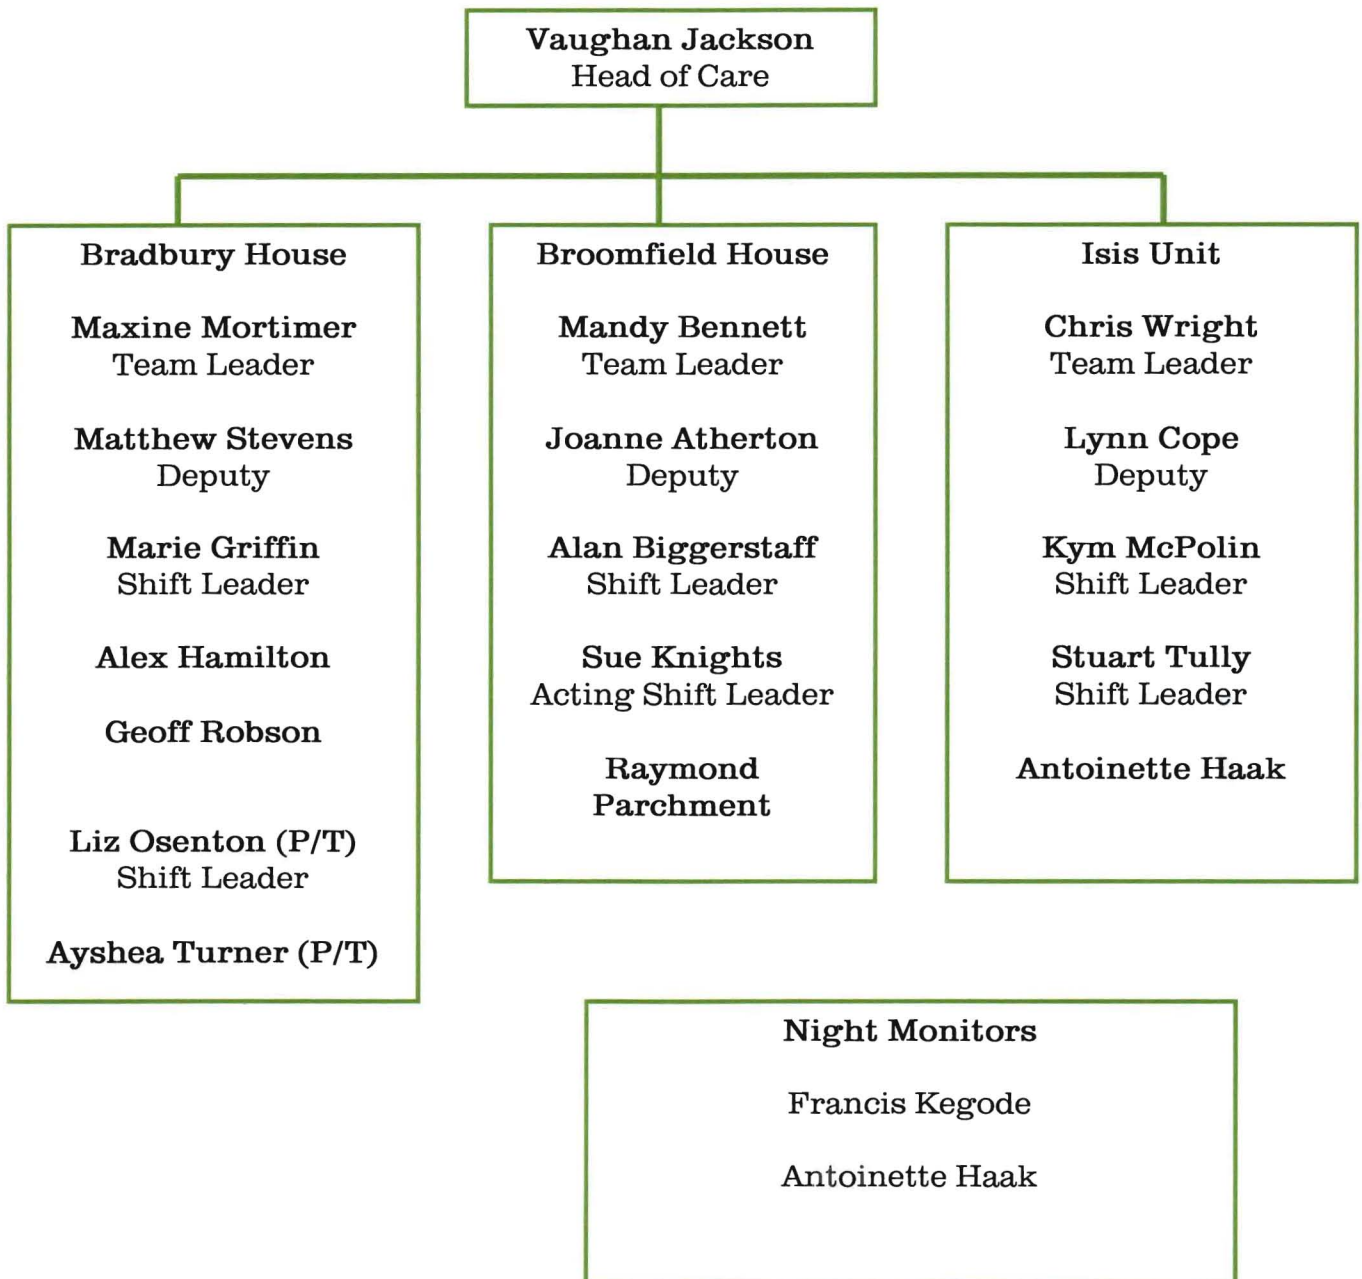 Vaughan Jackson
Head of Care
Bradbury House
Maxine Mortimer
Team Leader
Matthew Stevens
Deputy
Marie Griffin
Shift Leader
Alex Hamilton
Geoff Robson
Liz Osenton (P/T)
Shift Leader
Ayshea Turner (P/T)
Broomfield House
Mandy Bennett
Team Leader
Joanne Atherton
Deputy
Alan Biggerstaff
Shift Leader
Sue Knights
Acting Shift Leader
Raymond
Parchment
Isis Unit
Chris Wright
Team Leader
Lynn Cope
Deputy
Kym McPolin
Shift Leader
Stuart Tully
Shift Leader
Antoinette Haak
Night Monitors
Francis Kegode
Antoinette Haak